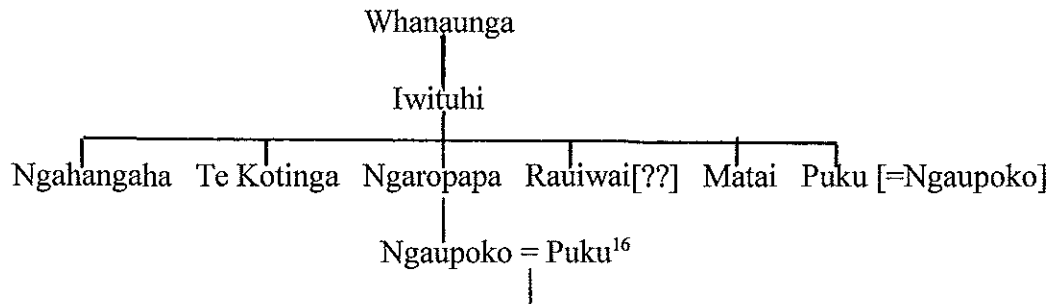 Whanaunga
Iwituhi
Ngahangaha Te Kotinga Ngaropapa Rauiwai[??] Matai Puku [=Ngaupoko]
Ngaupoko = Puku¹⁶